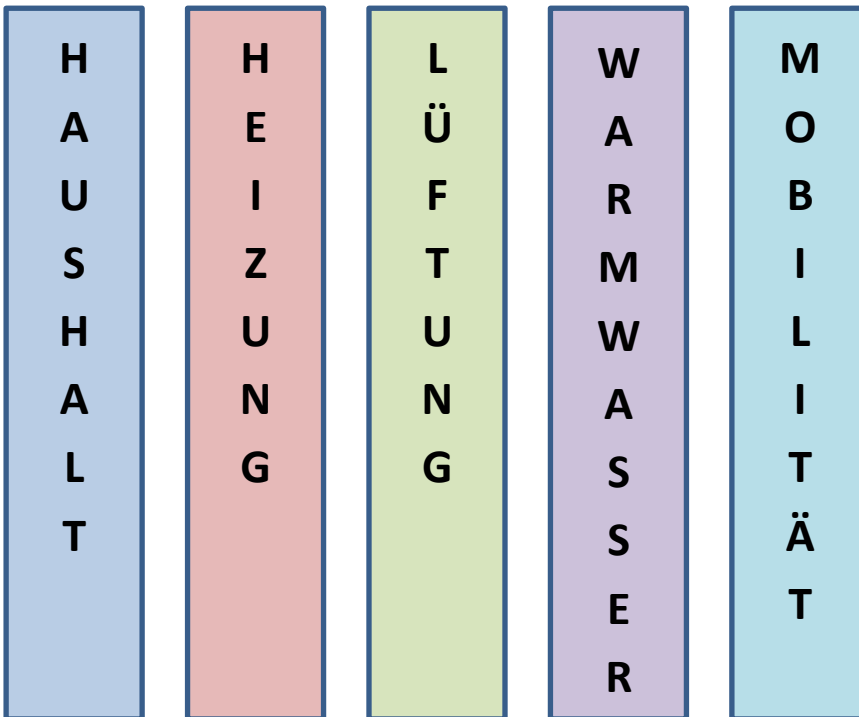 HAUSHALT
HEIZUNG
LÜFTUNG
WARMWASSER
MOBILITÄT